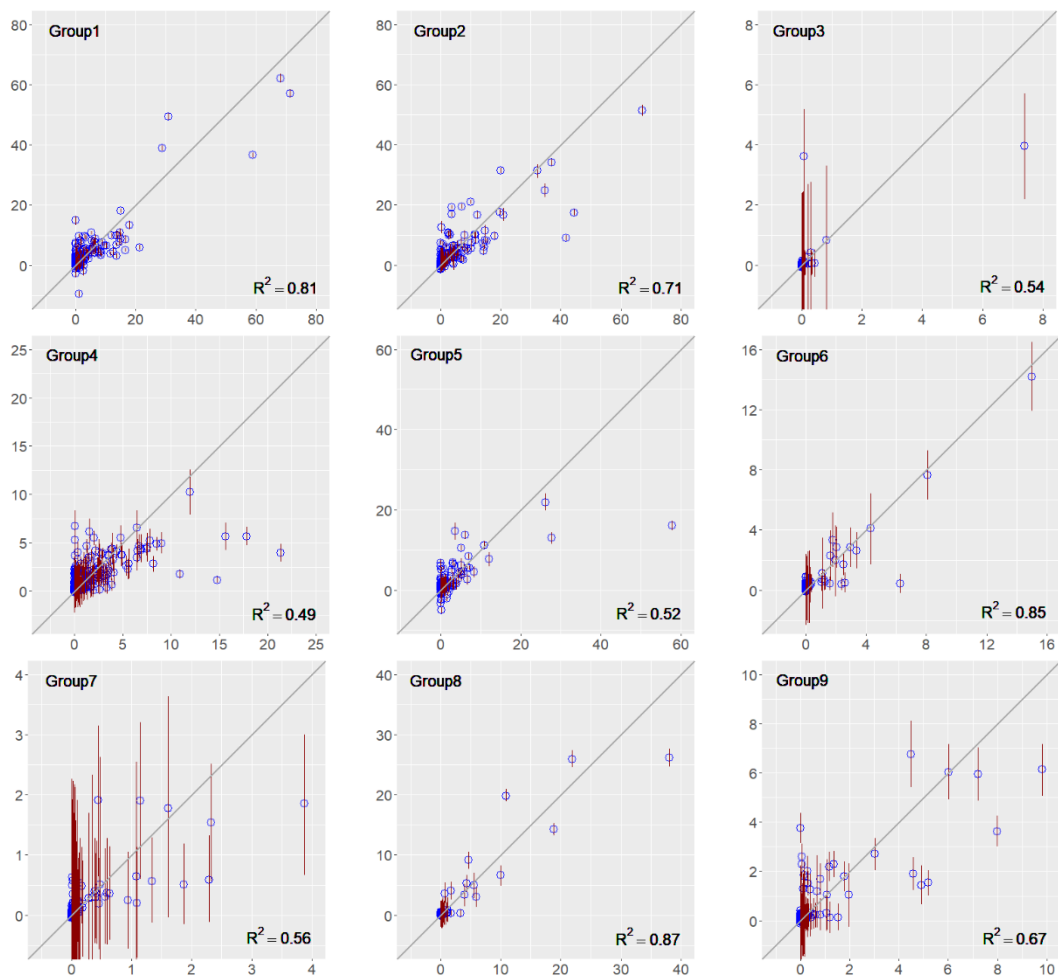 Group1
80
60
40
20
0
R² = 0.81
0 20 40 60 80
Group2
80
60
40
20
0
R² = 0.71
0 20 40 60 80
Group3
8
6
4
2
0
R² = 0.54
0 2 4 6 8
Group4
25
20
15
10
5
0
R² = 0.49
0 5 10 15 20 25
Group5
60
40
20
0
R² = 0.52
0 20 40 60
Group6
16
12
8
4
0
R² = 0.85
0 4 8 12 16
Group7
4
3
2
1
0
R² = 0.56
0 1 2 3 4
Group8
40
30
20
10
0
R² = 0.87
0 10 20 30 40
Group9
10
8
6
4
2
0
R² = 0.67
0 2 4 6 8 10